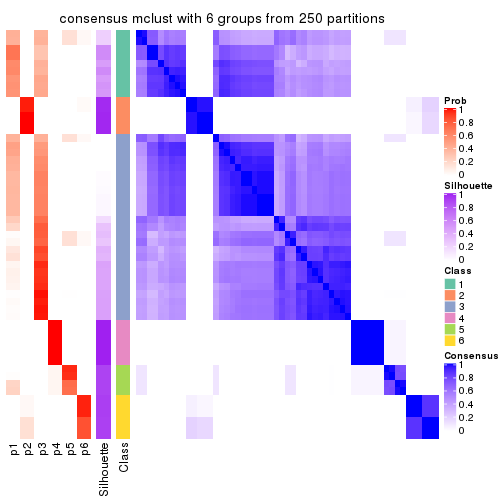 consensus mclust with 6 groups from 250 partitions
Prob
1
0.8
0.6
0.4
0.2
0
Silhouette
1
0.8
0.6
0.4
0.2
0
Class
1
2
3
4
5
6
Consensus
1
0.8
0.6
0.4
0.2
0
p1
p2
p3
p4
p5
p6
Silhouette
Class